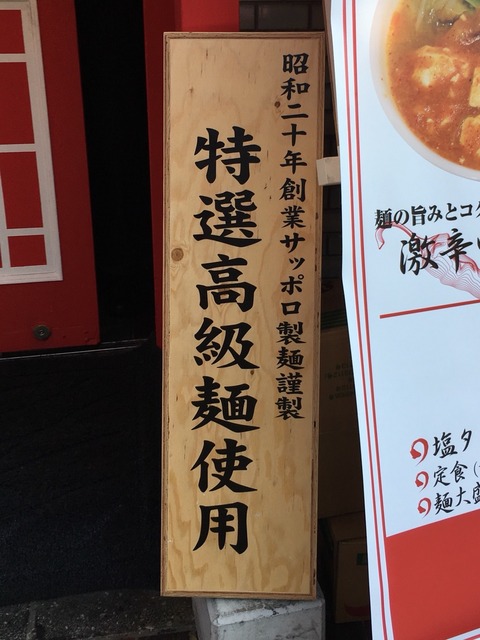 昭和二十年創業サッポロ製麺謹製
特選高級麺使用
麺の旨みとコク
激辛
塩タ
定食(
麺大盛